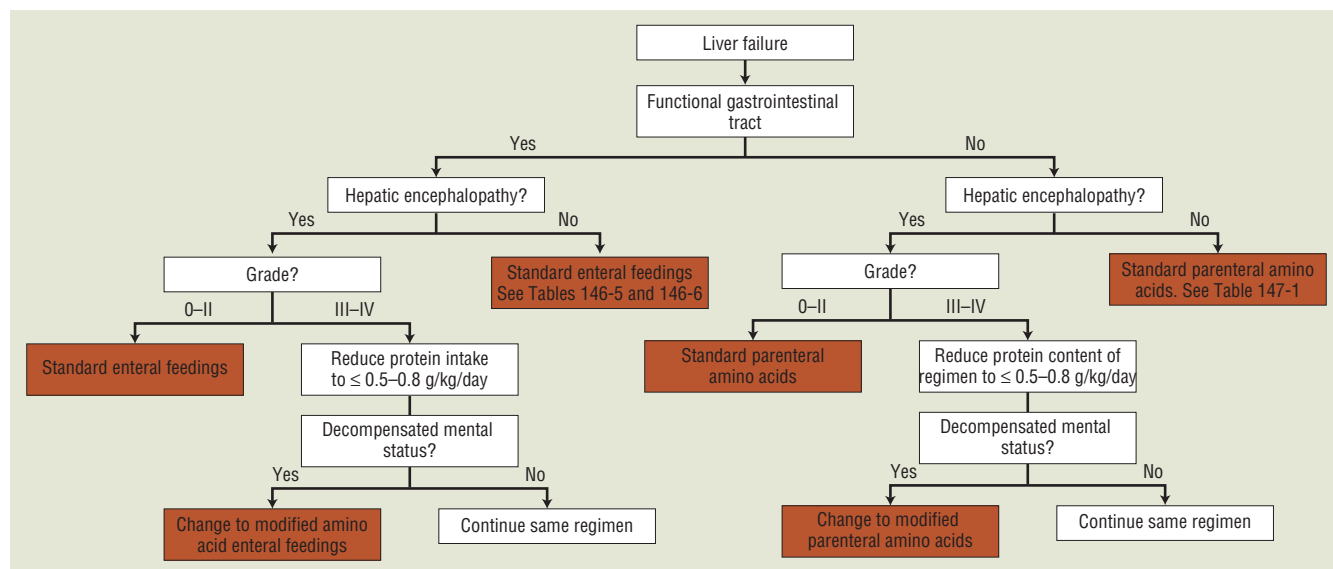 Liver failure
Functional gastrointestinal
tract
Yes
No
Hepatic encephalopathy?
Hepatic encephalopathy?
Yes
No
Yes
No
Grade?
Standard enteral feedings
See Tables 146-5 and 146-6
Grade?
Standard parenteral amino
acids. See Table 147-1
0–II
III–IV
0–II
III–IV
Standard enteral feedings
Reduce protein intake
to ≤ 0.5–0.8 g/kg/day
Standard parenteral
amino acids
Reduce protein content of
regimen to ≤ 0.5–0.8 g/kg/day
Decompensated mental
status?
Decompensated mental
status?
Yes
No
Yes
No
Change to modified amino
acid enteral feedings
Continue same regimen
Change to modified
parenteral amino acids
Continue same regimen